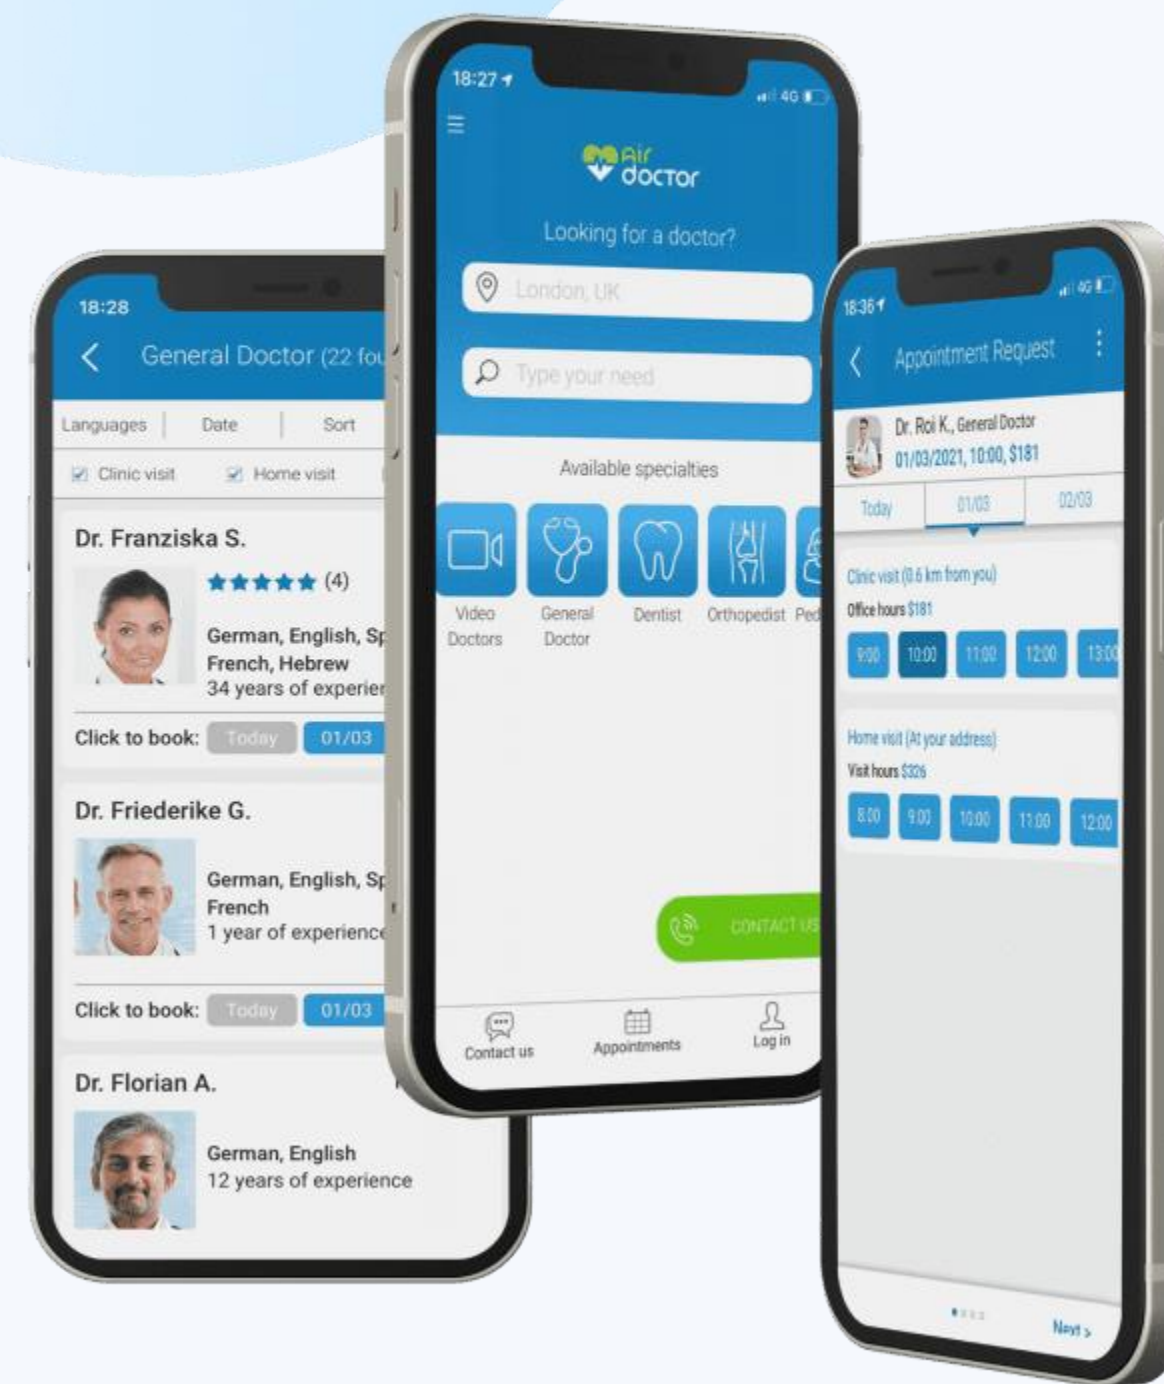 18:28
General Doctor (22 fou
Languages
Date
Sort
Clinic visit
Home visit
Dr. Franziska S.
(4)
German, English, Sp
French, Hebrew
34 years of experien
Click to book:
Today
01/03
Dr. Friederike G.
German, English, Sp
French
1 year of experience
Click to book:
Today
01/03
Dr. Florian A.
German, English
12 years of experience
18:27
4G
Air
doctor
Looking for a doctor?
London, UK
Type your need
Available specialties
Video
Doctors
General
Doctor
Dentist
Orthopedist
Ped
CONTACT US
Contact us
Appointments
Log in
18:36
4G
Appointment Request
Dr. Roi K., General Doctor
01/03/2021, 10:00, $181
Today
01/03
02/03
Clinic visit (0.6 km from you)
Office hours $181
9:00
10:00
11:00
12:00
13:00
Home visit (At your address)
Visit hours $326
8:00
9:00
10:00
11:00
12:00
Next >